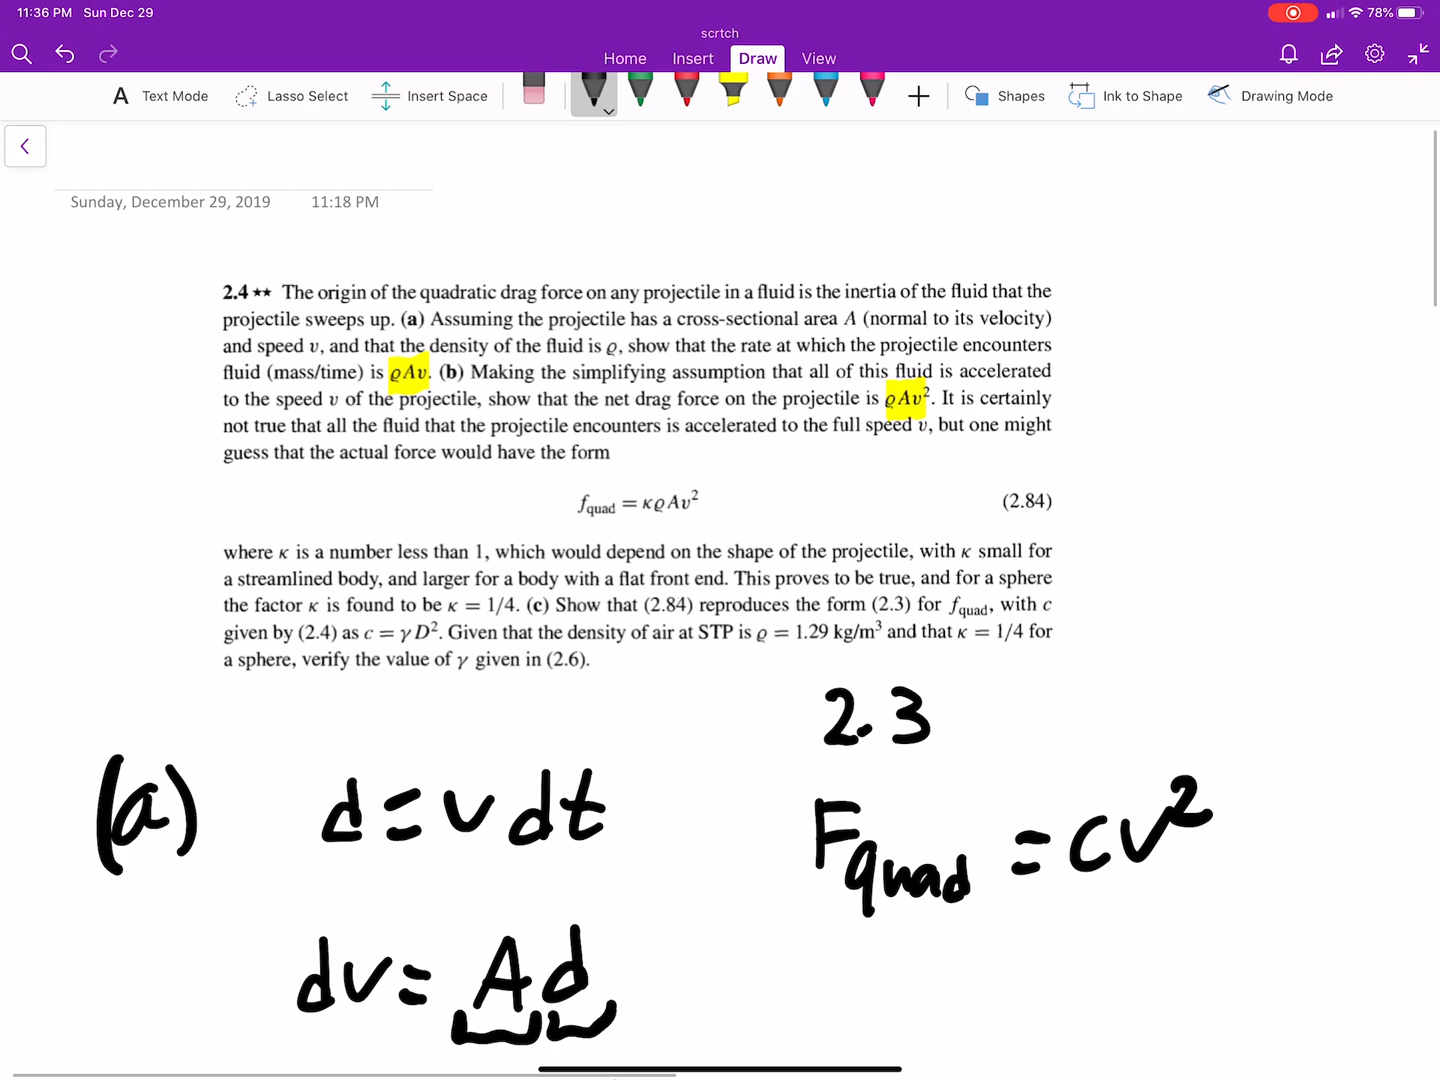 11:36 PM Sun Dec 29 78%
scrtch
Home Insert Draw View
A Text Mode Lasso Select Insert Space Shapes Ink to Shape Drawing Mode
Sunday, December 29, 2019 11:18 PM
2.4 ★★ The origin of the quadratic drag force on any projectile in a fluid is the inertia of the fluid that the
projectile sweeps up. (a) Assuming the projectile has a cross-sectional area A (normal to its velocity)
and speed v, and that the density of the fluid is ϱ, show that the rate at which the projectile encounters
fluid (mass/time) is ϱAv. (b) Making the simplifying assumption that all of this fluid is accelerated
to the speed v of the projectile, show that the net drag force on the projectile is ϱAv². It is certainly
not true that all the fluid that the projectile encounters is accelerated to the full speed v, but one might
guess that the actual force would have the form
f_quad = κϱAv² (2.84)
where κ is a number less than 1, which would depend on the shape of the projectile, with κ small for
a streamlined body, and larger for a body with a flat front end. This proves to be true, and for a sphere
the factor κ is found to be κ = 1/4. (c) Show that (2.84) reproduces the form (2.3) for f_quad, with c
given by (2.4) as c = γD². Given that the density of air at STP is ϱ = 1.29 kg/m³ and that κ = 1/4 for
a sphere, verify the value of γ given in (2.6).
2.3
(a) d=vdt
F_quad = cv²
dv= Ad